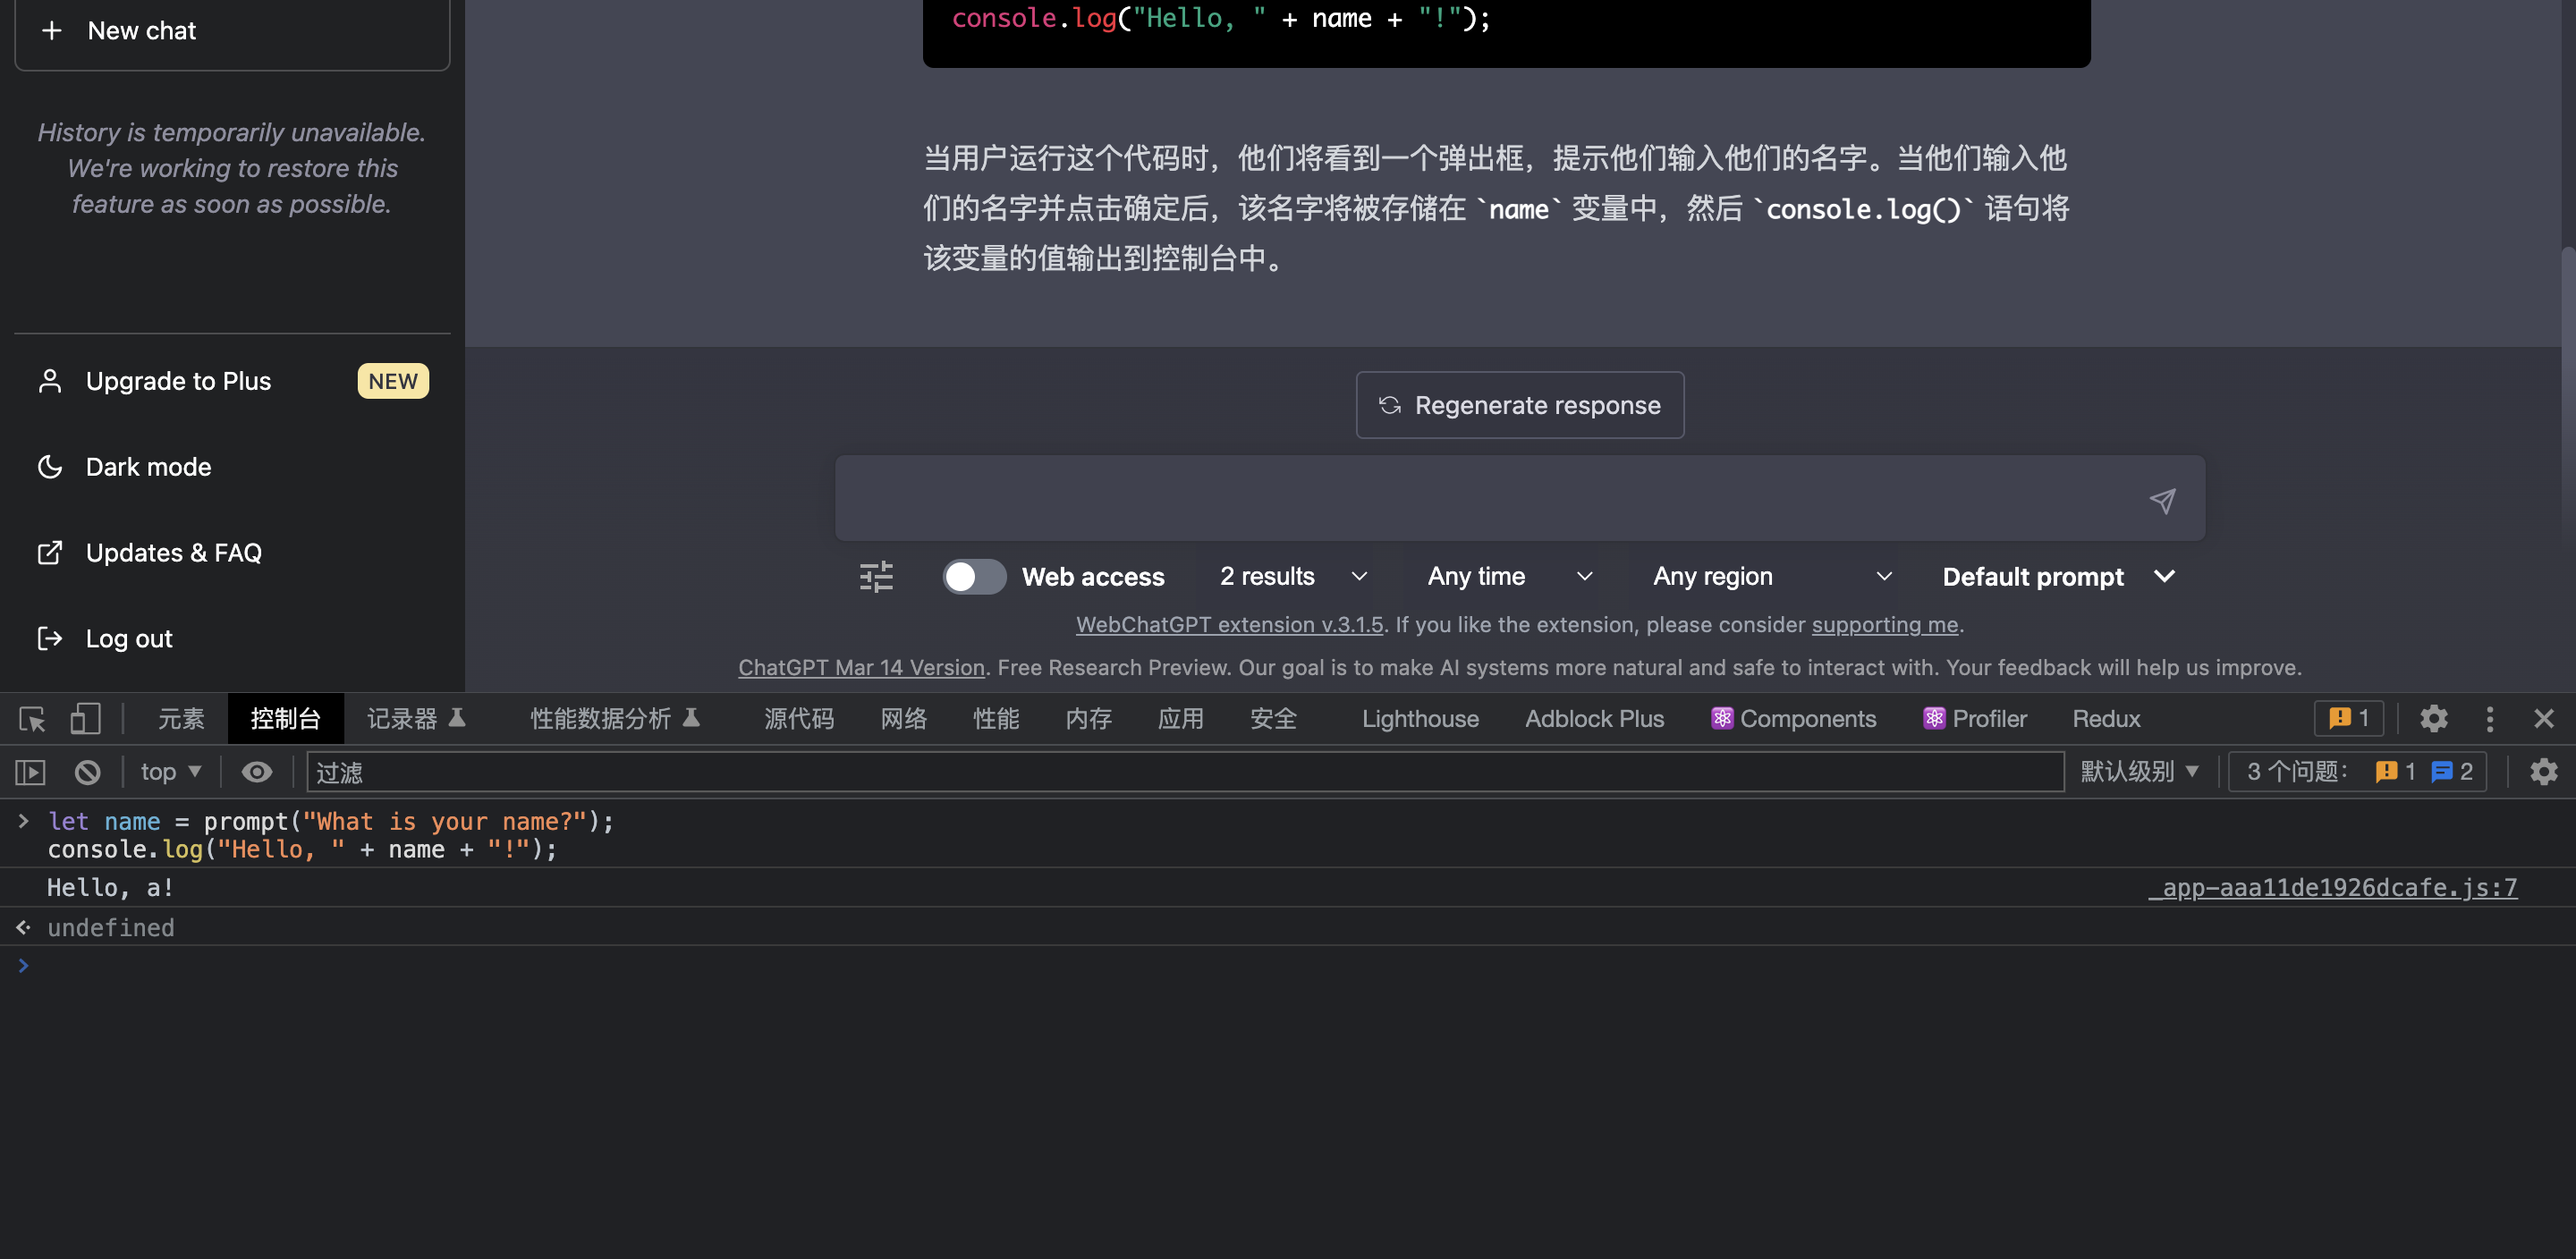 New chat
History is temporarily unavailable.
We're working to restore this
feature as soon as possible.
Upgrade to Plus NEW
Dark mode
Updates & FAQ
Log out
console.log("Hello, " + name + "!");
当用户运行这个代码时，他们将看到一个弹出框，提示他们输入他们的名字。当他们输入他
们的名字并点击确定后，该名字将被存储在 `name` 变量中，然后 `console.log()` 语句将
该变量的值输出到控制台中。
Regenerate response
Web access 2 results Any time Any region Default prompt
WebChatGPT extension v.3.1.5. If you like the extension, please consider supporting me.
ChatGPT Mar 14 Version. Free Research Preview. Our goal is to make AI systems more natural and safe to interact with. Your feedback will help us improve.
元素 控制台 记录器 性能数据分析 源代码 网络 性能 内存 应用 安全 Lighthouse Adblock Plus Components Profiler Redux 1
top 过滤 默认级别 3 个问题： 1 2
let name = prompt("What is your name?");
console.log("Hello, " + name + "!");
Hello, a! _app-aaa11de1926dcafe.js:7
undefined